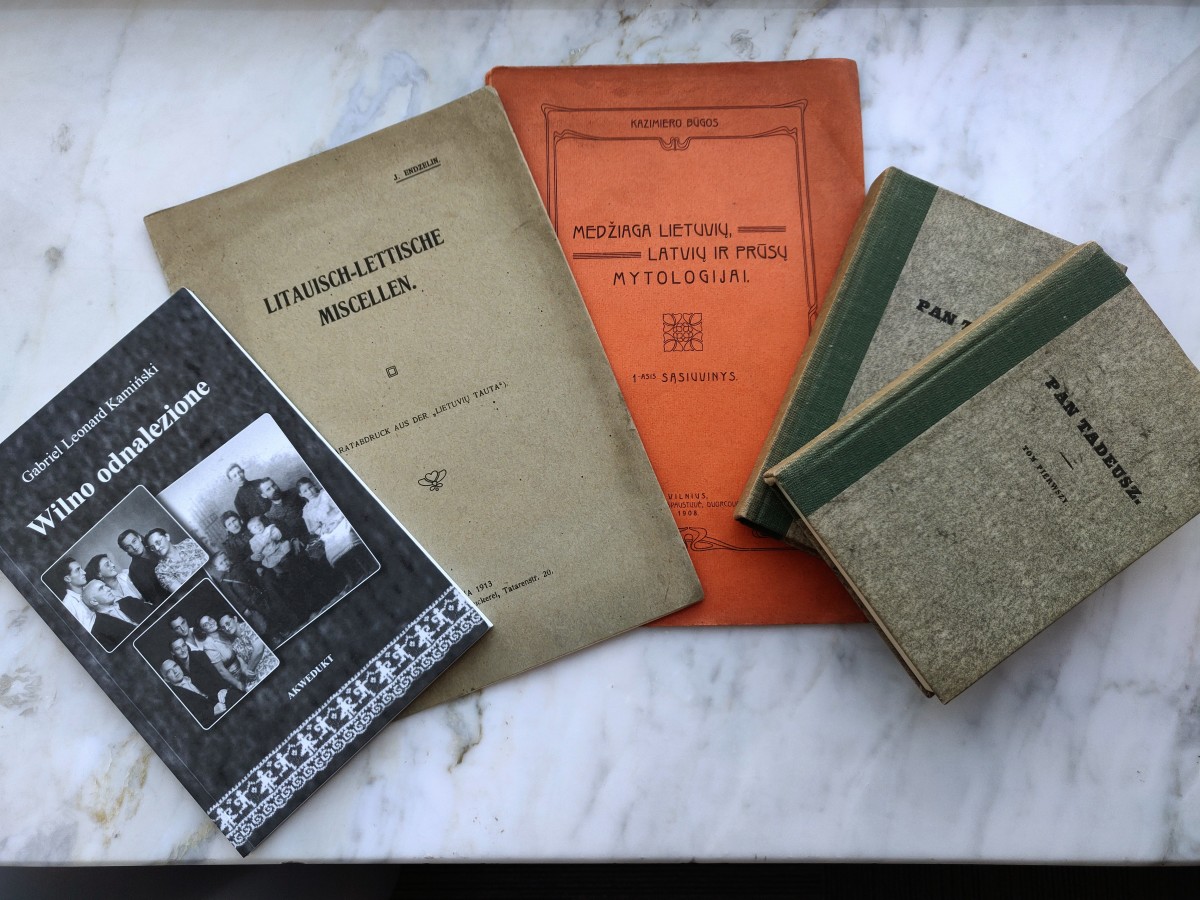 Gabriel Leonard Kamiński
Wilno odnalezione
AKWEDUKT
J. ENDZELIN.
LITAUISCH-LETTISCHE
MISCELLEN.
AUS DER „LIETUVIŲ TAUTA“).
1913
Tatarenstr. 20.
KAZIMIERO BŪGOS
MEDŽIAGA LIETUVIŲ,
LATVIŲ IR PRŪSŲ
MYTOLOGIJAI.
1-ASIS SĄSIUVINYS.
VILNIUS,
1908.
PAN
PAN TADEUSZ.
TOM PIERWSZY